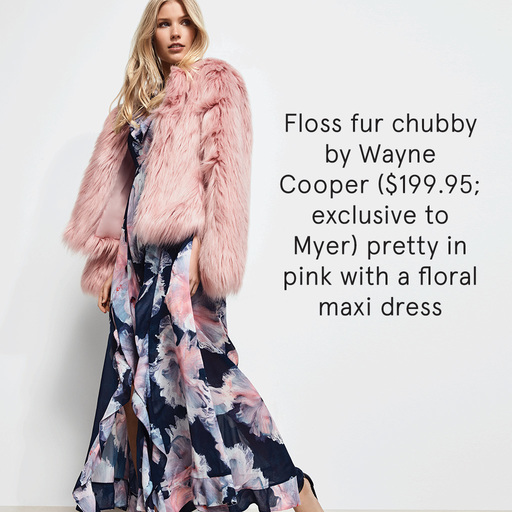 Floss fur chubby
by Wayne
Cooper ($199.95;
exclusive to
Myer) pretty in
pink with a floral
maxi dress